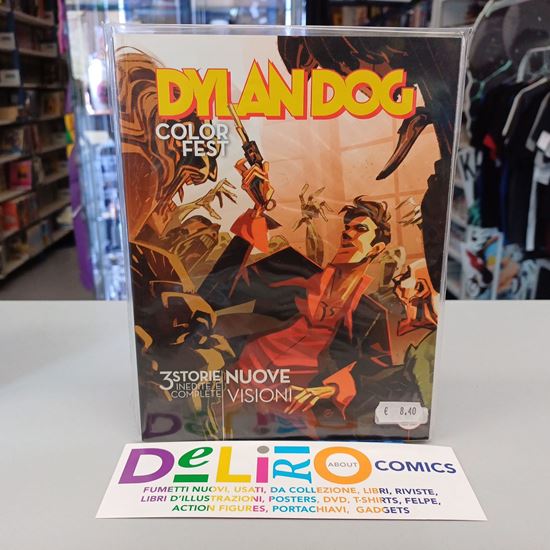 DYLAN DOG
COLOR
FEST
3 STORIE
INEDITE E
COMPLETE
NUOVE
VISIONI
€ 8,40
DeLiRiO ABOUT COMICS
FUMETTI NUOVI, USATI, DA COLLEZIONE, LIBRI, RIVISTE,
LIBRI D'ILLUSTRAZIONI, POSTERS, DVD, T-SHIRTS, FELPE,
ACTION FIGURES, PORTACHIAVI, GADGETS